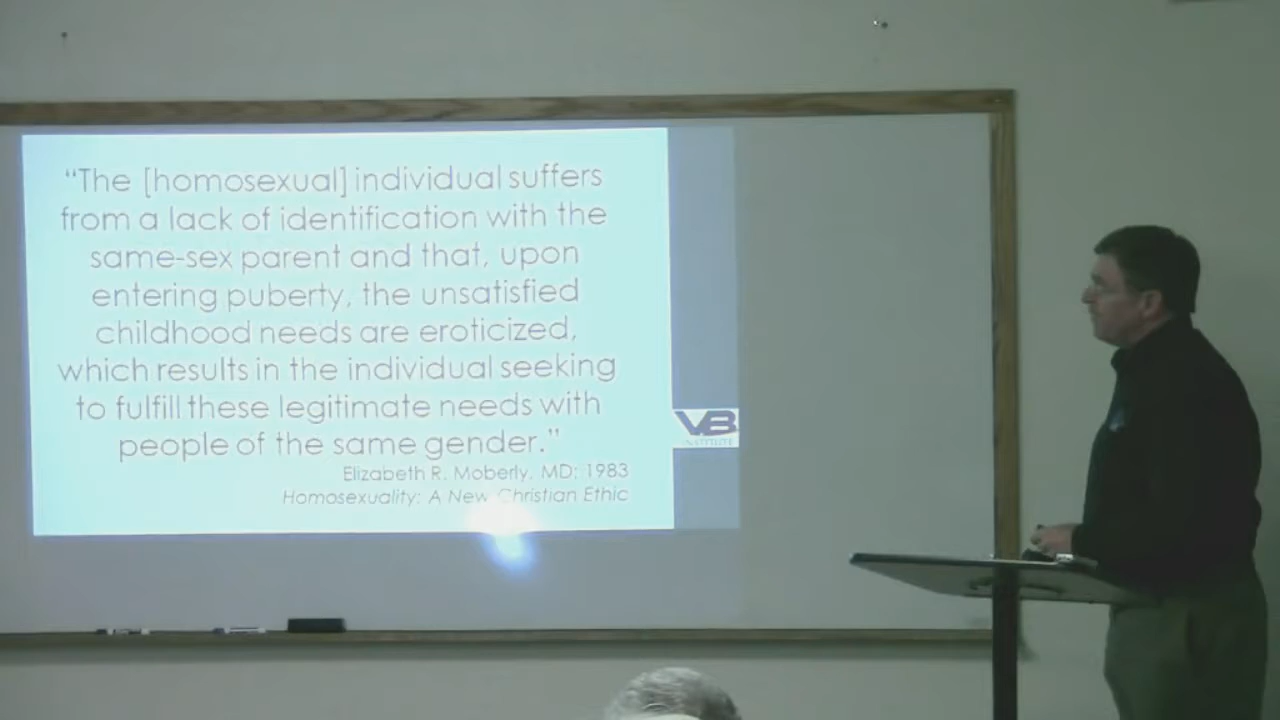 “The [homosexual] individual suffers
from a lack of identification with the
same-sex parent and that, upon
entering puberty, the unsatisfied
childhood needs are eroticized,
which results in the individual seeking
to fulfill these legitimate needs with
people of the same gender.”
Elizabeth R. Moberly, MD; 1983
Homosexuality: A New Christian Ethic
VB
INSTITUTE